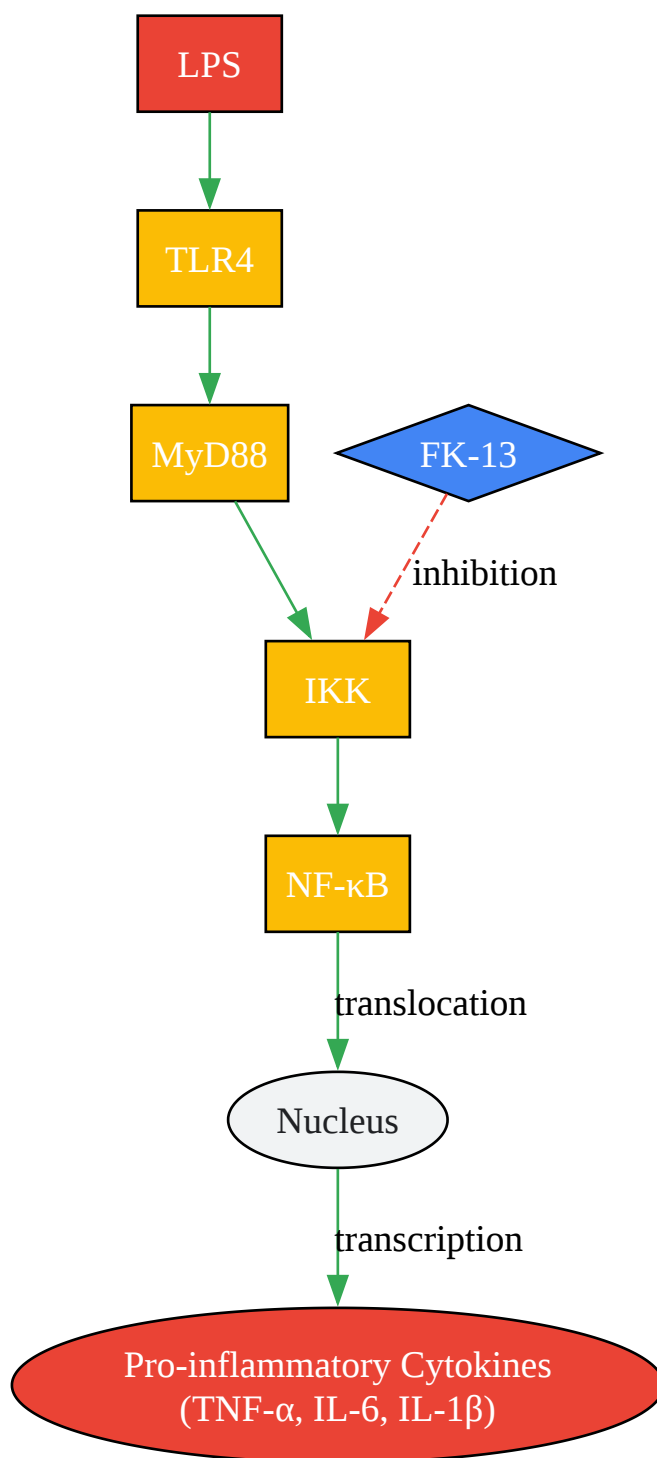 LPS
TLR4
MyD88
FK-13
inhibition
IKK
NF-κB
translocation
Nucleus
transcription
Pro-inflammatory Cytokines
(TNF-α, IL-6, IL-1β)